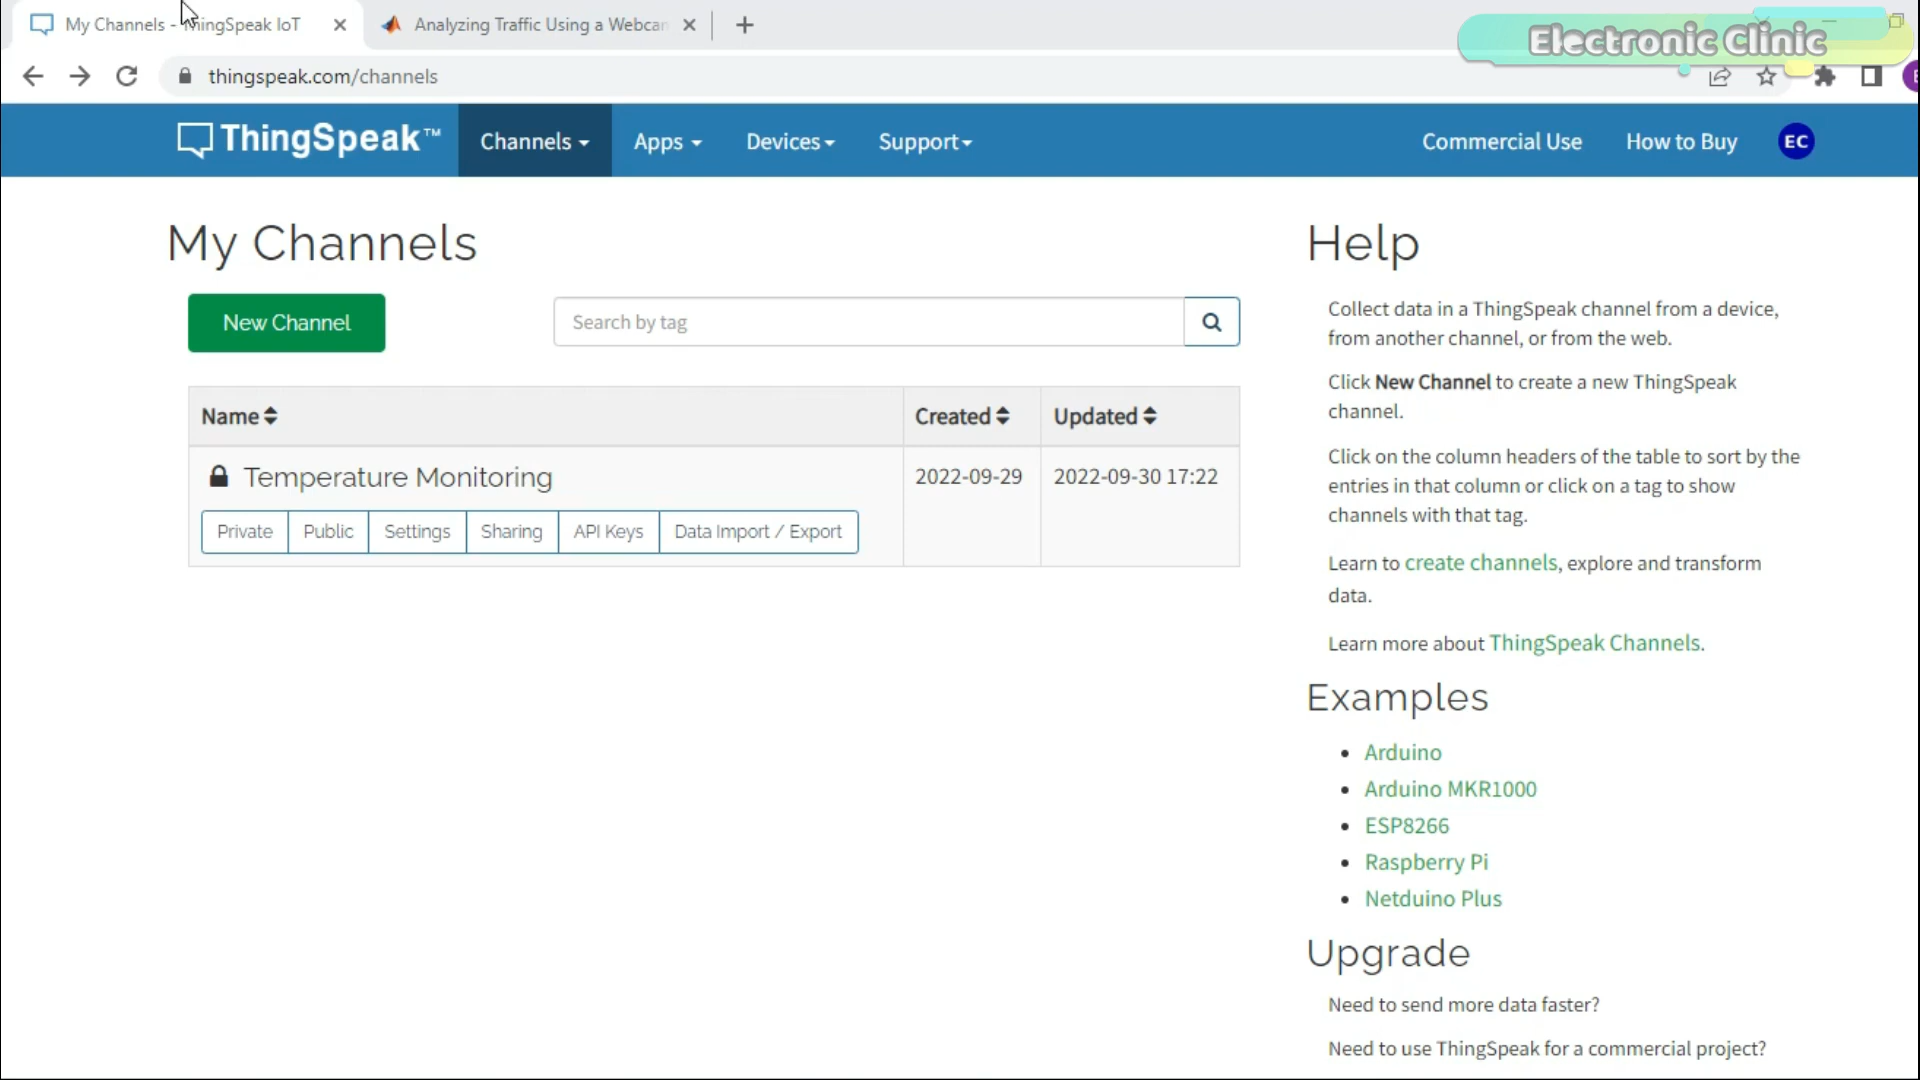 My Channels - ThingSpeak IoT
Analyzing Traffic Using a Webcam
Electronic Clinic
thingspeak.com/channels
ThingSpeak™
Channels
Apps
Devices
Support
Commercial Use
How to Buy
EC
My Channels
New Channel
Search by tag
Name
Created
Updated
Temperature Monitoring
2022-09-29
2022-09-30 17:22
Private
Public
Settings
Sharing
API Keys
Data Import / Export
Help
Collect data in a ThingSpeak channel from a device,
from another channel, or from the web.
Click New Channel to create a new ThingSpeak
channel.
Click on the column headers of the table to sort by the
entries in that column or click on a tag to show
channels with that tag.
Learn to create channels, explore and transform
data.
Learn more about ThingSpeak Channels.
Examples
Arduino
Arduino MKR1000
ESP8266
Raspberry Pi
Netduino Plus
Upgrade
Need to send more data faster?
Need to use ThingSpeak for a commercial project?